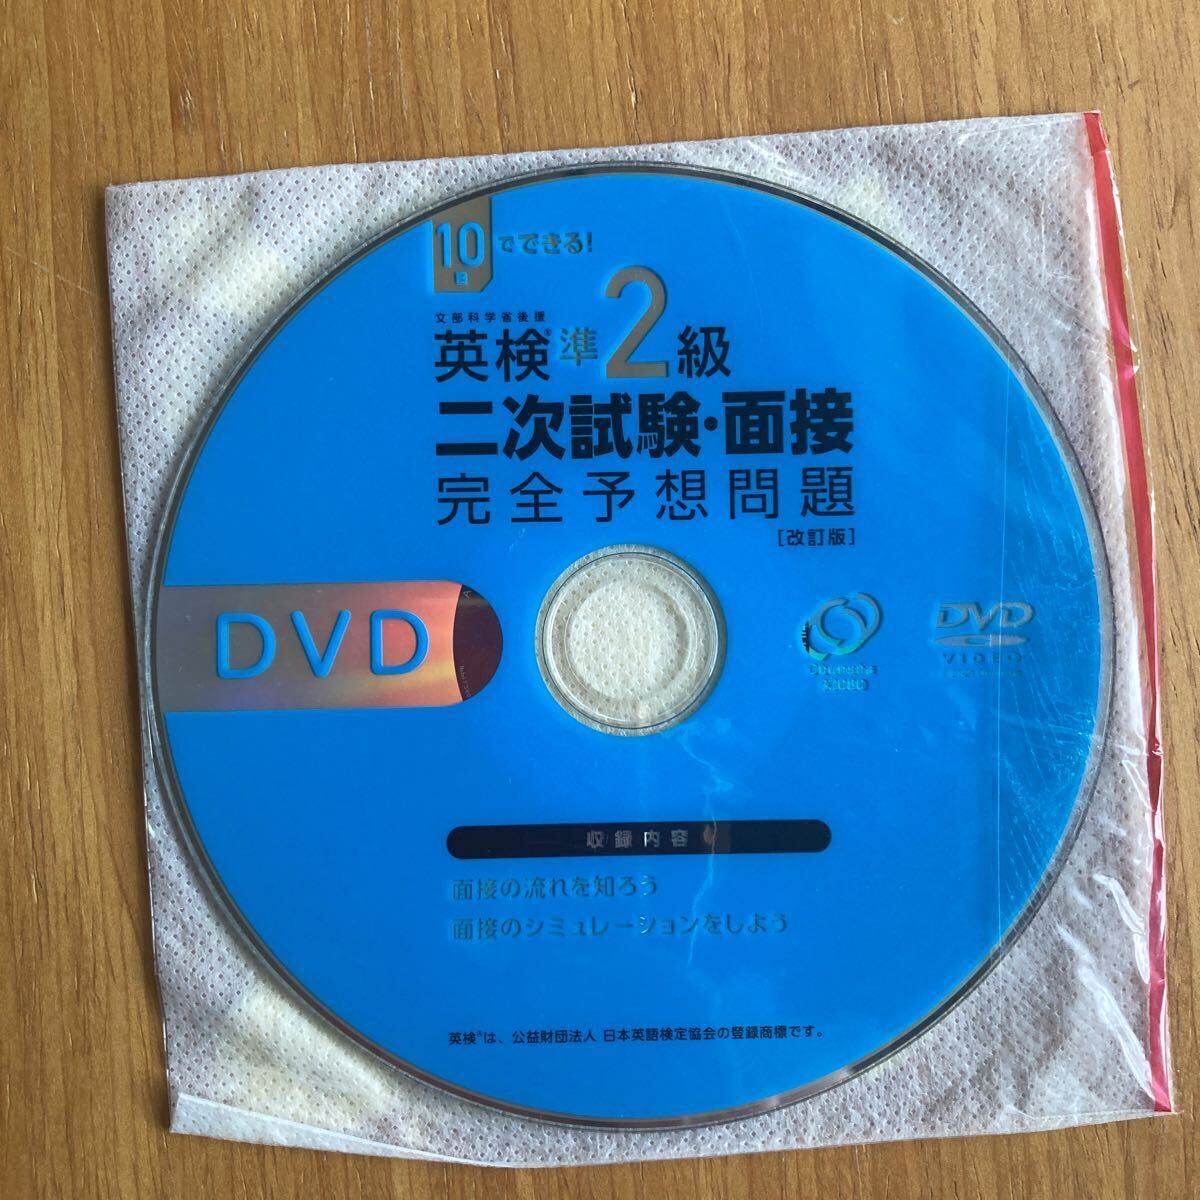 10日でできる!
文部科学省後援
英検®準2級
二次試験・面接
完全予想問題
[改訂版]
DVD
Obunsha
DVD
VIDEO
収録内容
面接の流れを知ろう
面接のシミュレーションをしよう
英検®は、公益財団法人 日本英語検定協会の登録商標です。